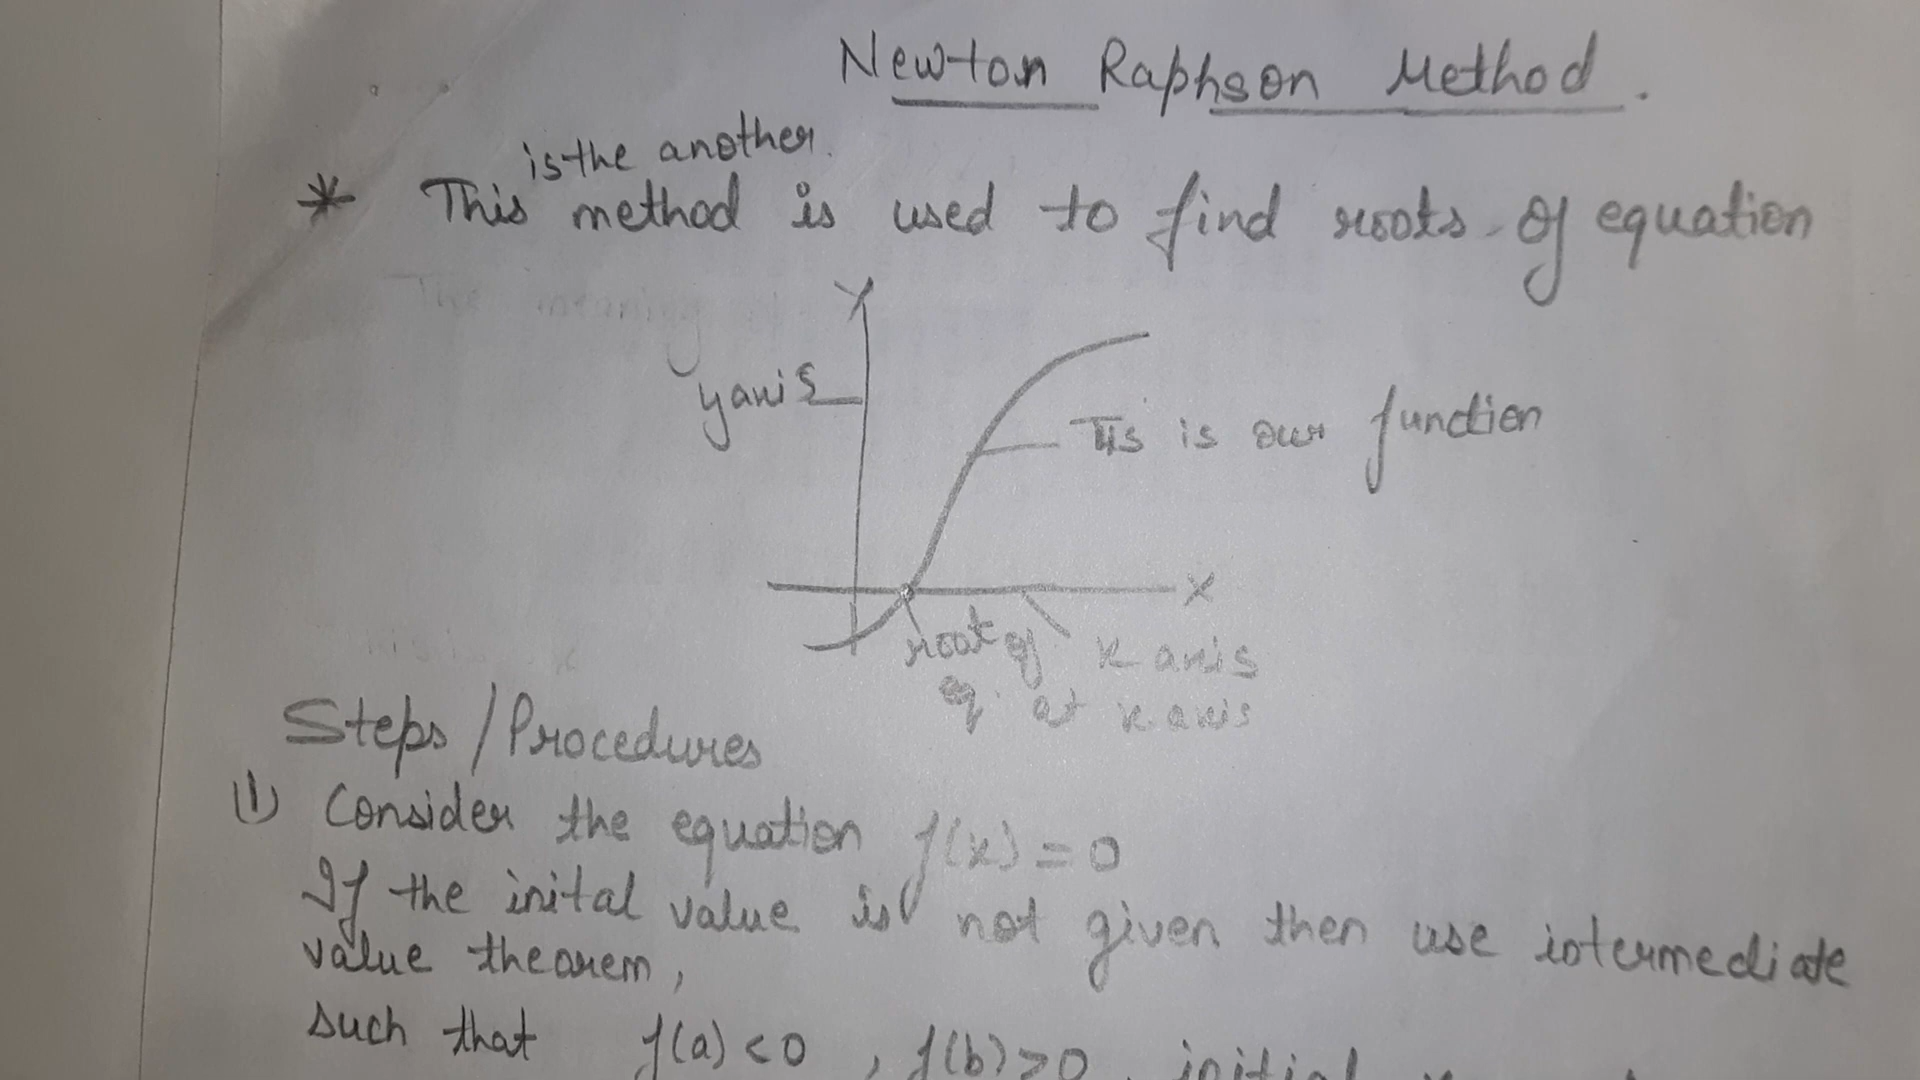 Newton Raphson Method.
is the another.
* This method is used to find roots of equation
Y
y axis
This is our function
X
root of x axis
eq. at x axis
Steps / Procedures
(1) Consider the equation f(x) = 0
If the inital value is not given then use intermediate
value theorem,
such that f(a) < 0 , f(b) > 0 , initial